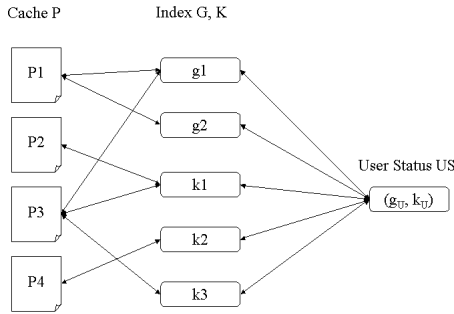 Cache P
Index G, K
P1
g1
g2
P2
User Status US
k1
P3
(gU, kU)
k2
P4
k3